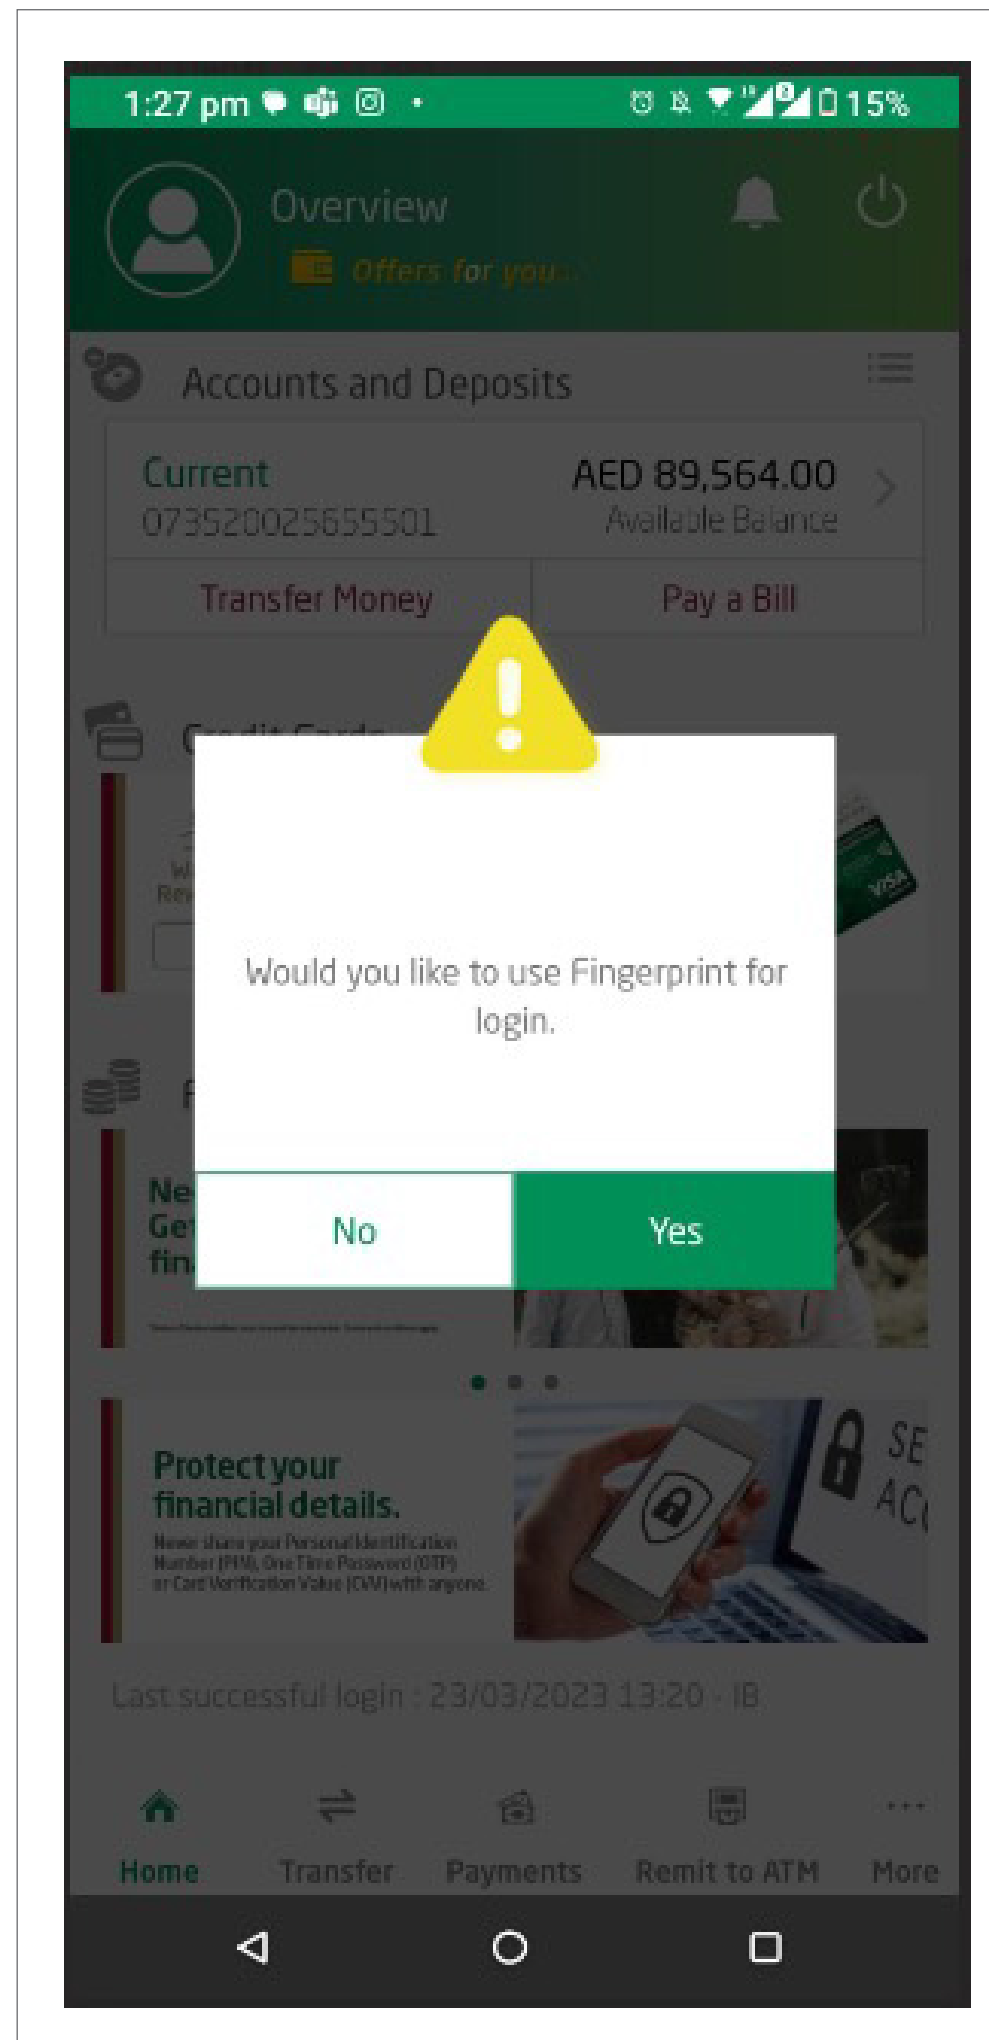 1:27 pm
15%
Overview
Offers for you...
Accounts and Deposits
Current
AED 89,564.00
073520025655501
Available Balance
Transfer Money
Pay a Bill
Credit Cards
Would you like to use Fingerprint for
login.
No
Yes
VISA
Protect your
financial details.
Never share your Personal Identification
Number (PIN), One Time Password (OTP)
or Card Verification Value (CVV) with anyone.
Last successful login : 23/03/2023 13:20 - IB
Home
Transfer
Payments
Remit to ATM
More